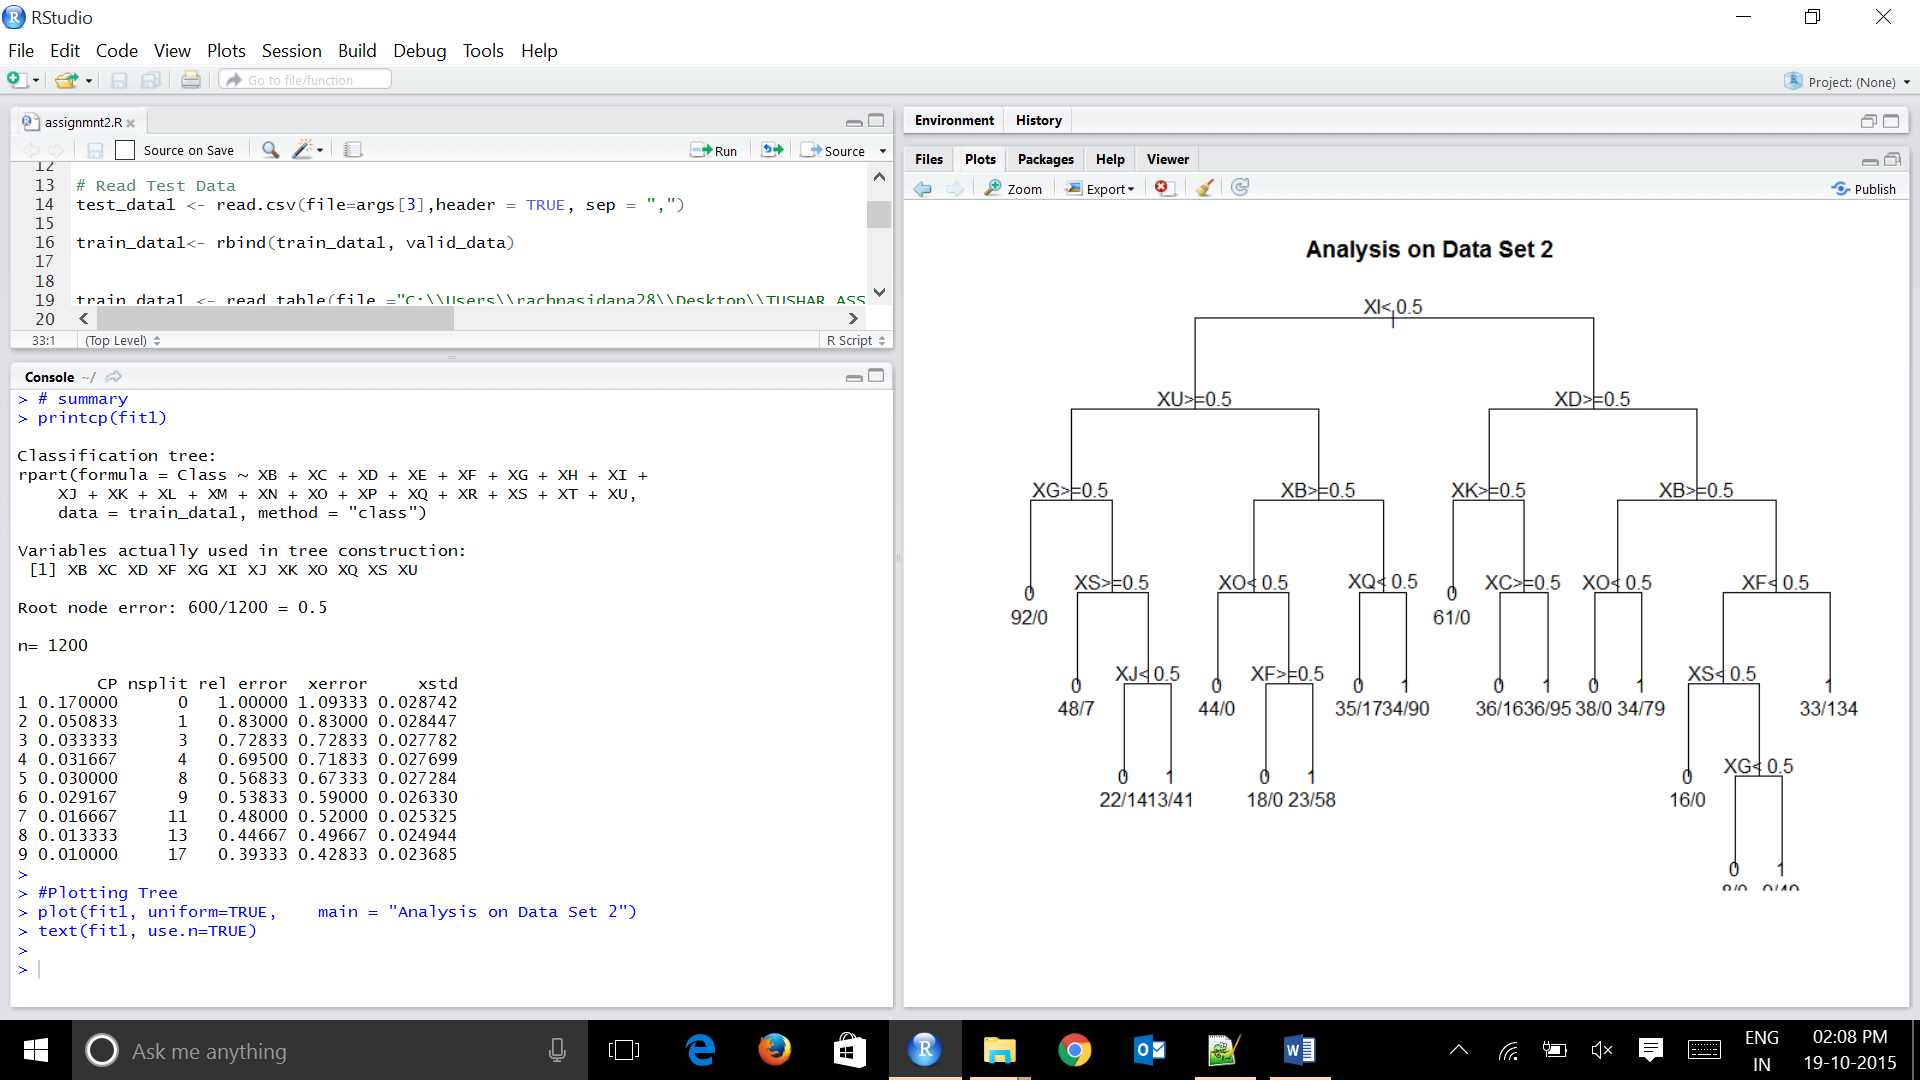 RStudio
File Edit Code View Plots Session Build Debug Tools Help
Go to file/function
Project: (None)
assignmnt2.R
Source on Save
Run
Source
12
13 # Read Test Data
14 test_data1 <- read.csv(file=args[3],header = TRUE, sep = ",")
15
16 train_data1<- rbind(train_data1, valid_data)
17
18
19 train_data1 <- read.table(file ="C:\\Users\\rachnasidana28\\Desktop\\TUSHAR ASS
20
33:1 (Top Level) R Script
Console ~/
> # summary
> printcp(fit1)
Classification tree:
rpart(formula = Class ~ XB + XC + XD + XE + XF + XG + XH + XI +
    XJ + XK + XL + XM + XN + XO + XP + XQ + XR + XS + XT + XU,
    data = train_data1, method = "class")
Variables actually used in tree construction:
 [1] XB XC XD XF XG XI XJ XK XO XQ XS XU
Root node error: 600/1200 = 0.5
n= 1200
CP nsplit rel error xerror xstd
1 0.170000 0 1.00000 1.09333 0.028742
2 0.050833 1 0.83000 0.83000 0.028447
3 0.033333 3 0.72833 0.72833 0.027782
4 0.031667 4 0.69500 0.71833 0.027699
5 0.030000 8 0.56833 0.67333 0.027284
6 0.029167 9 0.53833 0.59000 0.026330
7 0.016667 11 0.48000 0.52000 0.025325
8 0.013333 13 0.44667 0.49667 0.024944
9 0.010000 17 0.39333 0.42833 0.023685
>
> #Plotting Tree
> plot(fit1, uniform=TRUE,    main = "Analysis on Data Set 2")
> text(fit1, use.n=TRUE)
>
>
Environment History
Files Plots Packages Help Viewer
Zoom Export Publish
Analysis on Data Set 2
XI< 0.5
XU>=0.5 XD>=0.5
XG>=0.5 XB>=0.5 XK>=0.5 XB>=0.5
XS>=0.5 XO< 0.5 XQ< 0.5 XC>=0.5 XO< 0.5 XF< 0.5
0 0
92/0 61/0
XJ< 0.5 XF>=0.5 XS< 0.5
0 0 0 1 0 1 0 1 1
48/7 44/0 35/1734/90 36/1636/95 38/0 34/79 33/134
XG< 0.5
0 1 0 1 0
22/1413/41 18/0 23/58 16/0
0 1
Ask me anything
ENG
IN
02:08 PM
19-10-2015